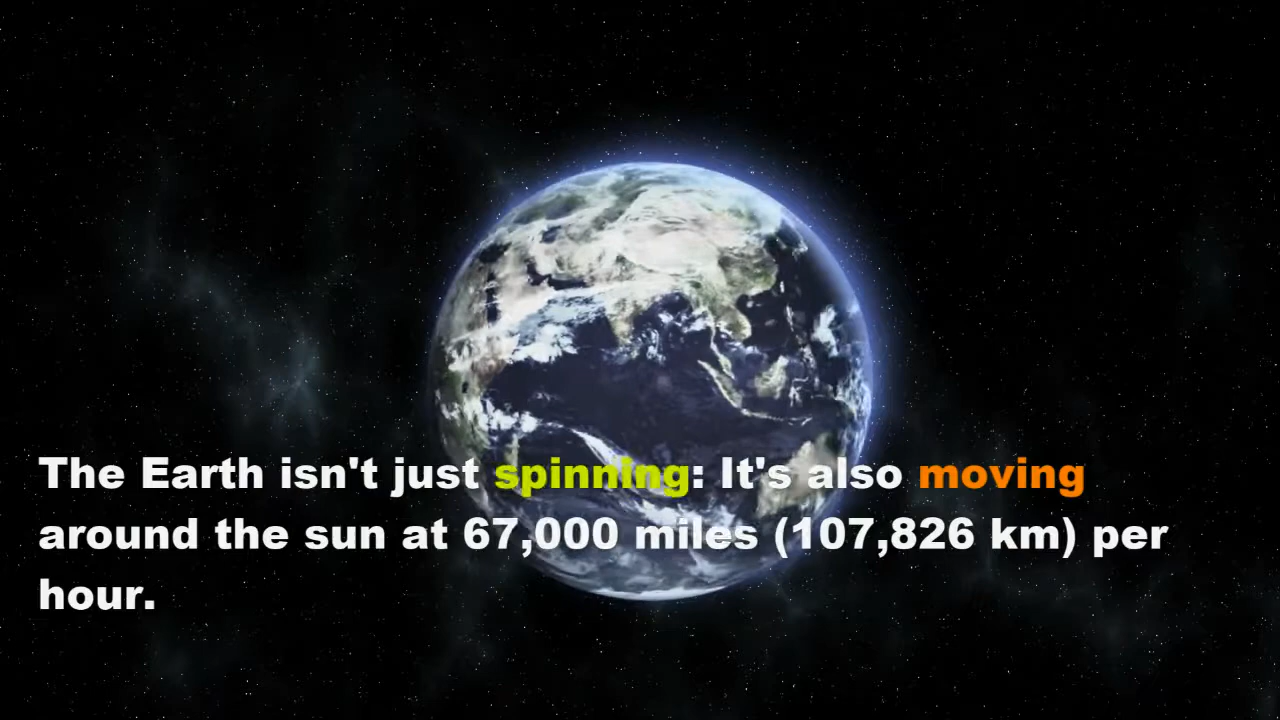 The Earth isn't just spinning: It's also moving
around the sun at 67,000 miles (107,826 km) per
hour.